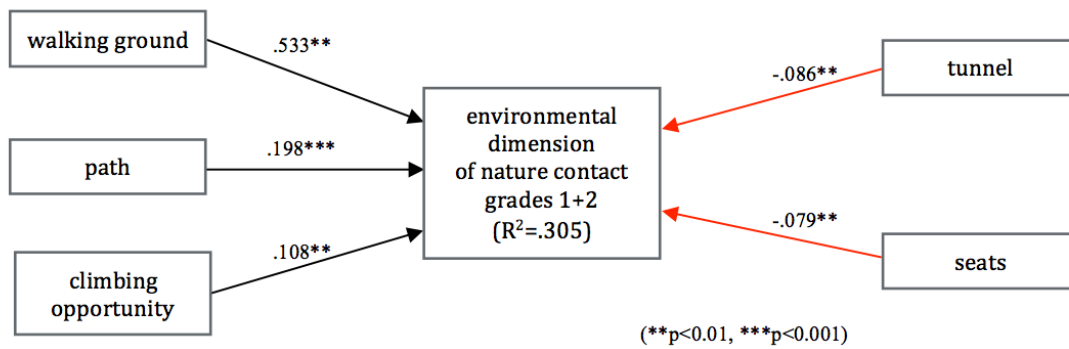 walking ground
.533**
path
.198***
climbing
opportunity
.108**
environmental
dimension
of nature contact
grades 1+2
(R²=.305)
-.086**
tunnel
-.079**
seats
(**p<0.01, ***p<0.001)